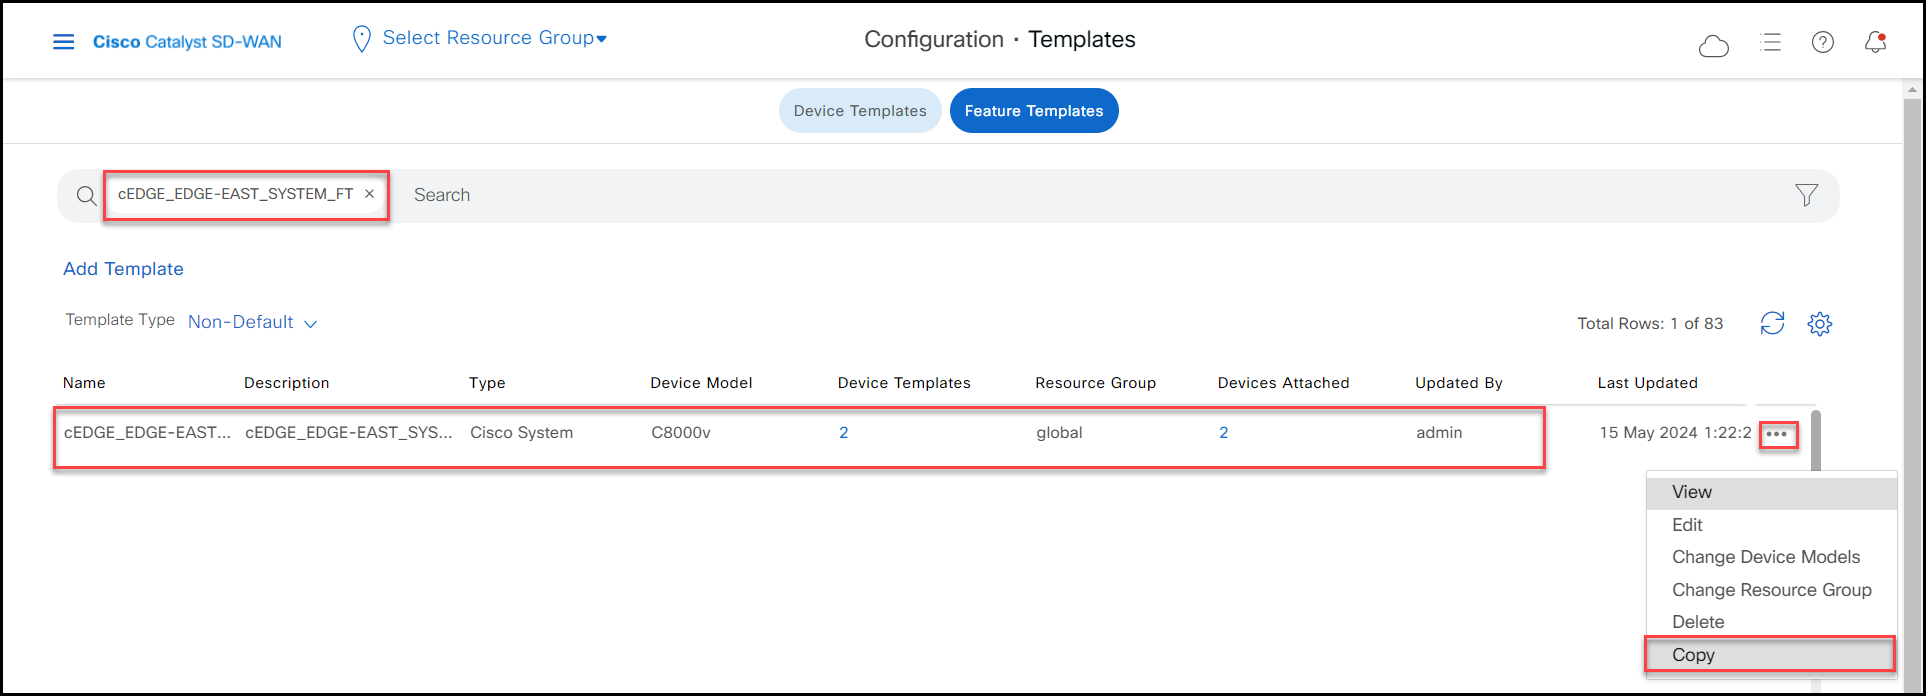 Cisco Catalyst SD-WAN
Select Resource Group
Configuration · Templates
Device Templates
Feature Templates
cEDGE_EDGE-EAST_SYSTEM_FT ×
Search
Add Template
Template Type Non-Default
Total Rows: 1 of 83
Name Description Type Device Model Device Templates Resource Group Devices Attached Updated By Last Updated
cEDGE_EDGE-EAST... cEDGE_EDGE-EAST_SYS... Cisco System C8000v 2 global 2 admin 15 May 2024 1:22:2
View
Edit
Change Device Models
Change Resource Group
Delete
Copy